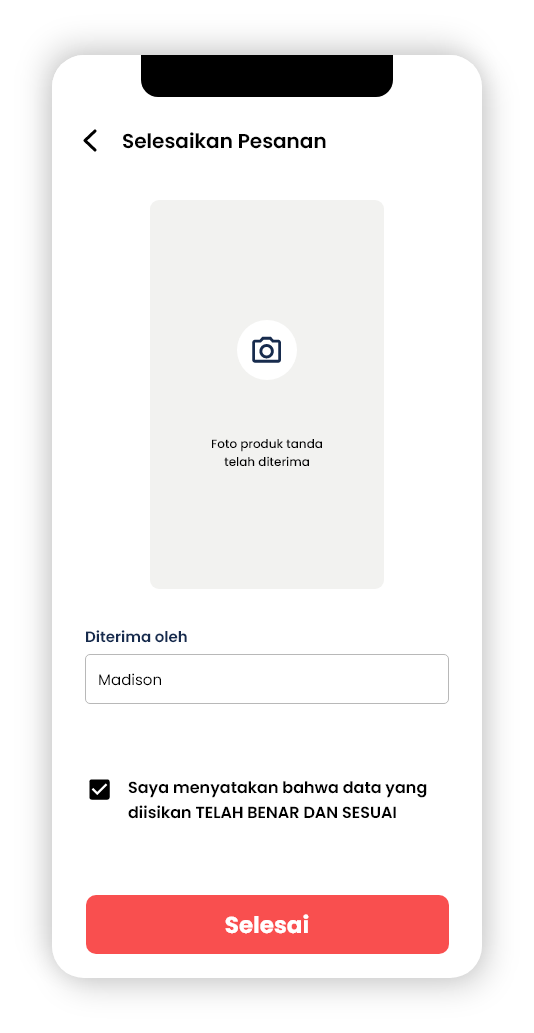 Selesaikan Pesanan
Foto produk tanda
telah diterima
Diterima oleh
Madison
Saya menyatakan bahwa data yang
diisikan TELAH BENAR DAN SESUAI
Selesai